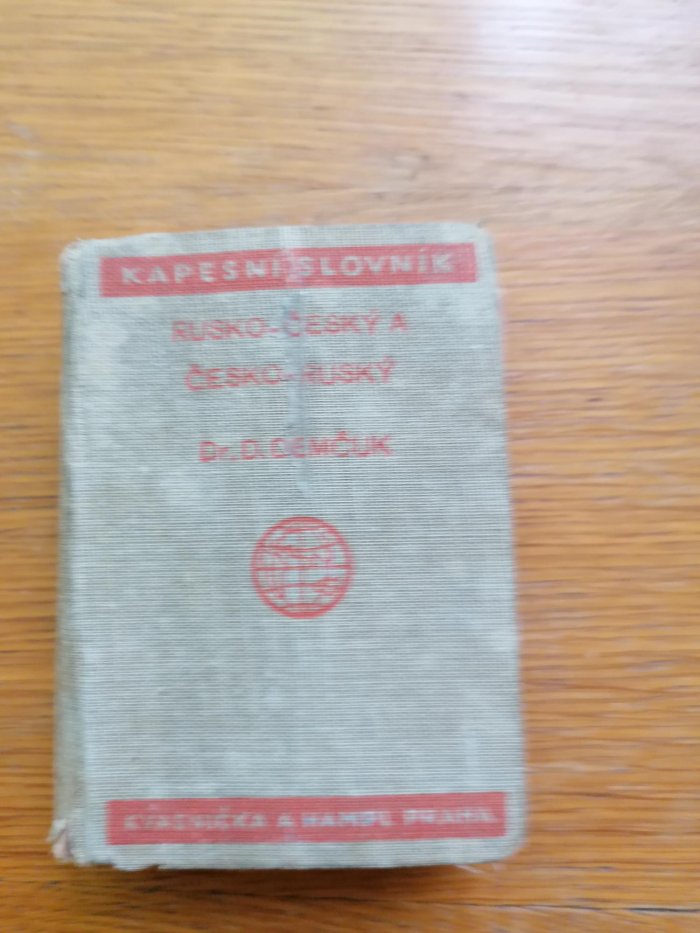 KAPESNÍ SLOVNÍK
RUSKO-ČESKÝ A
ČESKO-RUSKÝ
Dr. D. DEMČUK
KVASNIČKA A HAMPL PRAHA